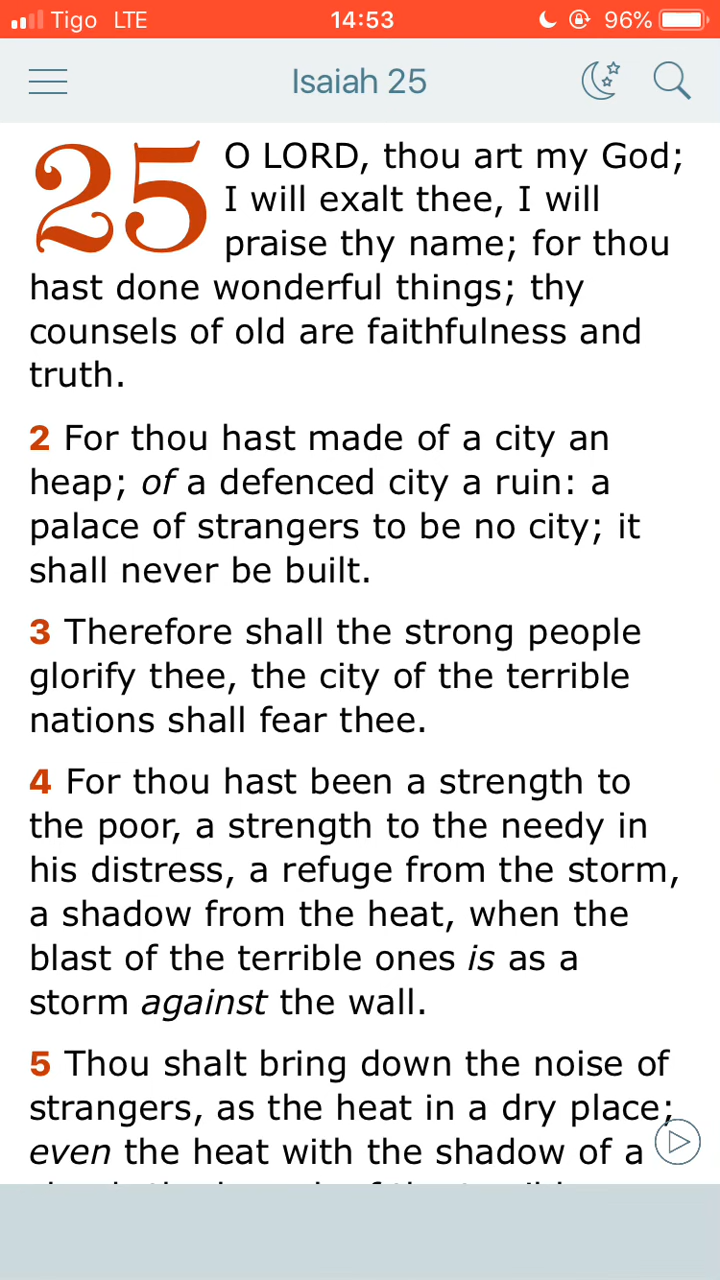 Tigo LTE 14:53 96%
Isaiah 25
25 O LORD, thou art my God;
I will exalt thee, I will
praise thy name; for thou
hast done wonderful things; thy
counsels of old are faithfulness and
truth.
2 For thou hast made of a city an
heap; of a defenced city a ruin: a
palace of strangers to be no city; it
shall never be built.
3 Therefore shall the strong people
glorify thee, the city of the terrible
nations shall fear thee.
4 For thou hast been a strength to
the poor, a strength to the needy in
his distress, a refuge from the storm,
a shadow from the heat, when the
blast of the terrible ones is as a
storm against the wall.
5 Thou shalt bring down the noise of
strangers, as the heat in a dry place;
even the heat with the shadow of a